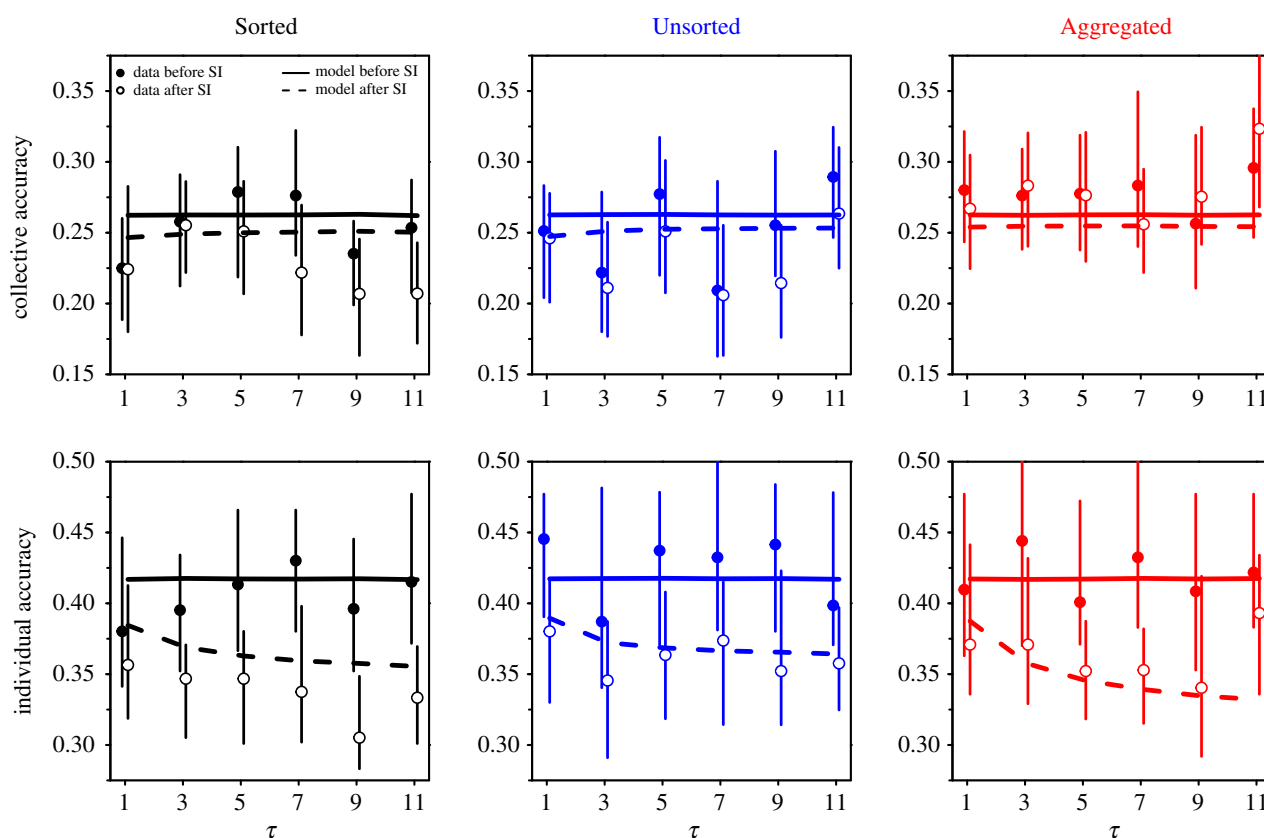 Sorted Unsorted Aggregated
data before SI model before SI
data after SI model after SI
collective accuracy
0.35 0.35 0.35
0.30 0.30 0.30
0.25 0.25 0.25
0.20 0.20 0.20
0.15 0.15 0.15
1 3 5 7 9 11 1 3 5 7 9 11 1 3 5 7 9 11
individual accuracy
0.50 0.50 0.50
0.45 0.45 0.45
0.40 0.40 0.40
0.35 0.35 0.35
0.30 0.30 0.30
1 3 5 7 9 11 1 3 5 7 9 11 1 3 5 7 9 11
τ τ τ